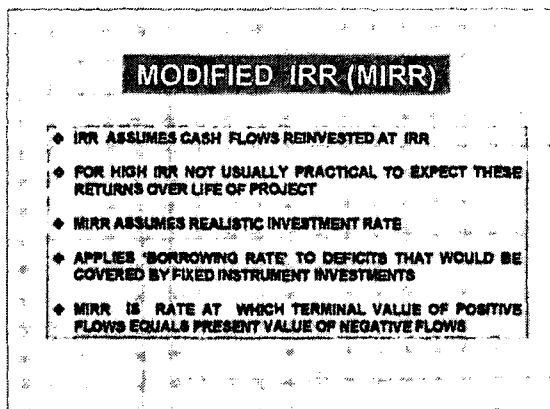 MODIFIED IRR (MIRR)
❖ IRR ASSUMES CASH FLOWS REINVESTED AT IRR
❖ FOR HIGH IRR NOT USUALLY PRACTICAL TO EXPECT THESE
RETURNS OVER LIFE OF PROJECT
❖ MIRR ASSUMES REALISTIC INVESTMENT RATE
❖ APPLIES 'BORROWING RATE' TO DEFICITS THAT WOULD BE
COVERED BY FIXED INSTRUMENT INVESTMENTS
❖ MIRR IS RATE AT WHICH TERMINAL VALUE OF POSITIVE
FLOWS EQUALS PRESENT VALUE OF NEGATIVE FLOWS